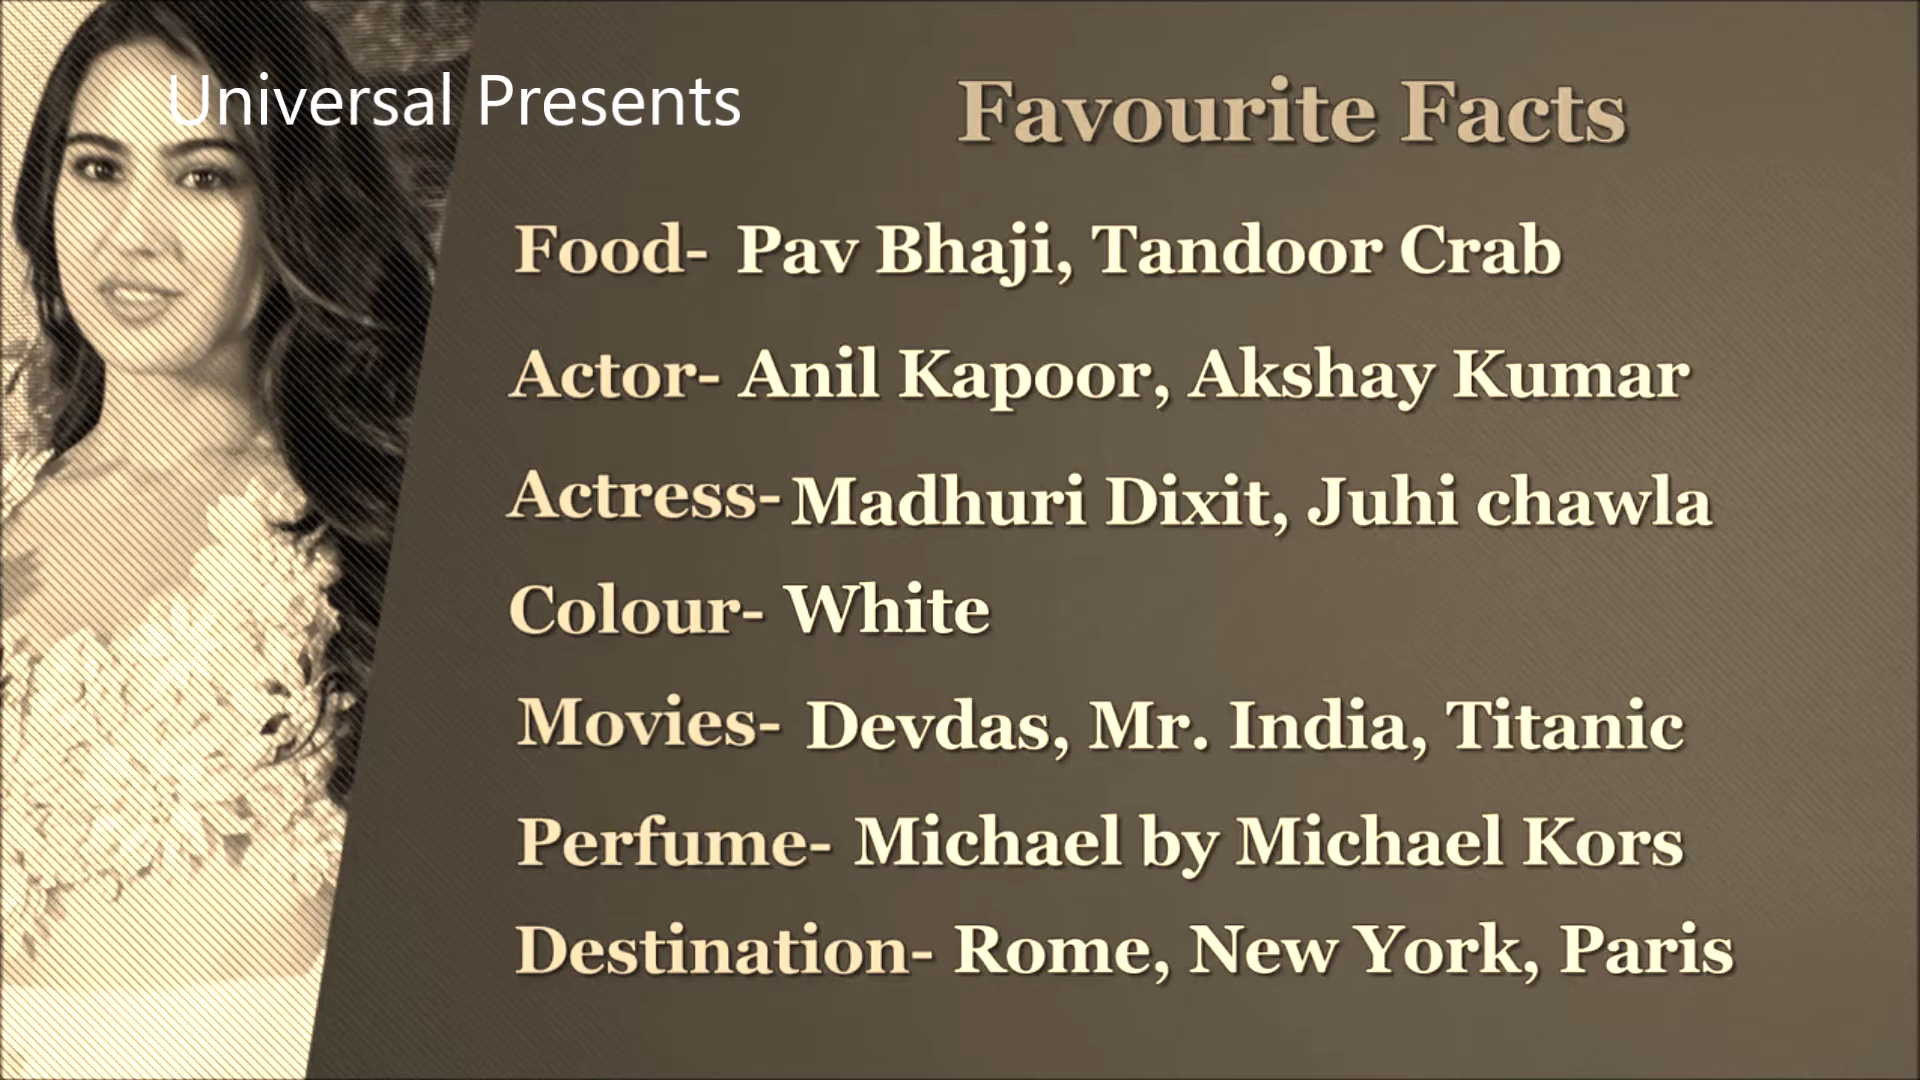 Universal Presents
Favourite Facts
Food- Pav Bhaji, Tandoor Crab
Actor- Anil Kapoor, Akshay Kumar
Actress- Madhuri Dixit, Juhi chawla
Colour- White
Movies- Devdas, Mr. India, Titanic
Perfume- Michael by Michael Kors
Destination- Rome, New York, Paris